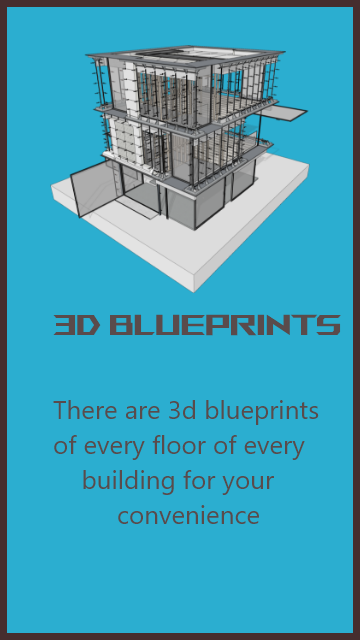 3D BLUEPRINTS
There are 3d blueprints
of every floor of every
building for your
convenience